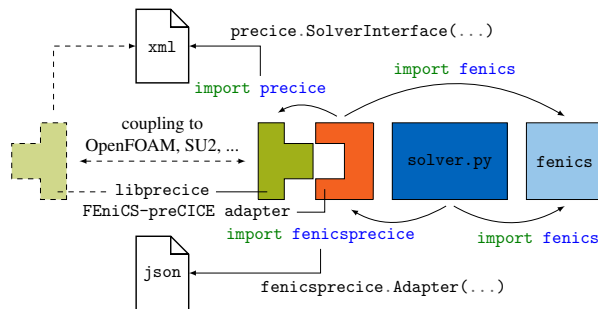 precice.SolverInterface(...)
xml
import precice
import fenics
coupling to
OpenFOAM, SU2, ...
solver.py
fenics
libprecice
FEniCS-preCICE adapter
import fenicsprecice
import fenics
json
fenicsprecice.Adapter(...)